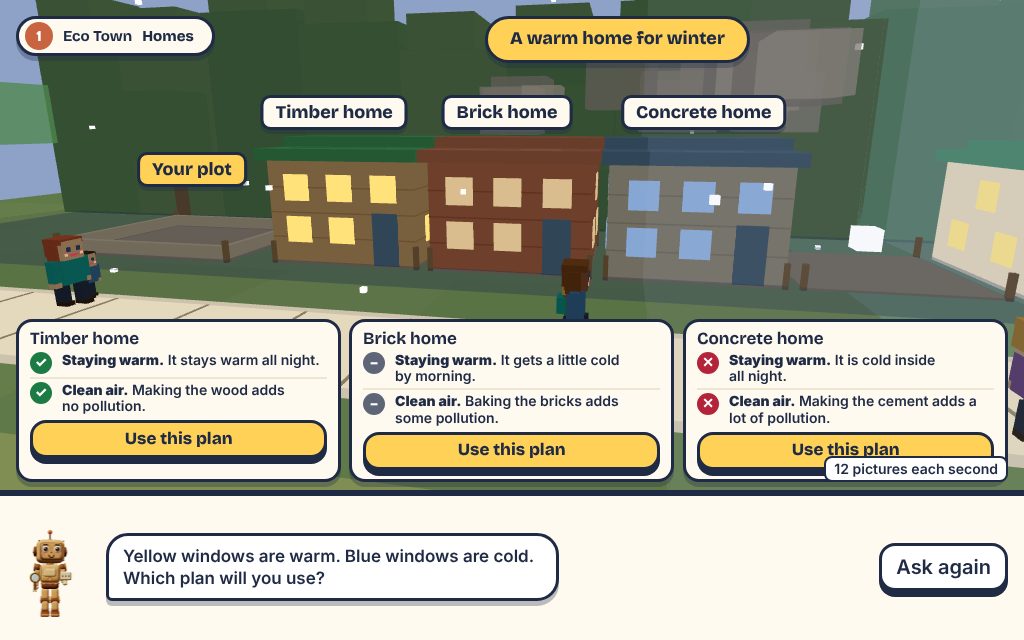 1 Eco Town Homes
A warm home for winter
Timber home
Brick home
Concrete home
Your plot
Timber home
Staying warm. It stays warm all night.
Clean air. Making the wood adds
no pollution.
Use this plan
Brick home
Staying warm. It gets a little cold
by morning.
Clean air. Baking the bricks adds
some pollution.
Use this plan
Concrete home
Staying warm. It is cold inside
all night.
Clean air. Making the cement adds a
lot of pollution.
Use this plan
12 pictures each second
Yellow windows are warm. Blue windows are cold.
Which plan will you use?
Ask again